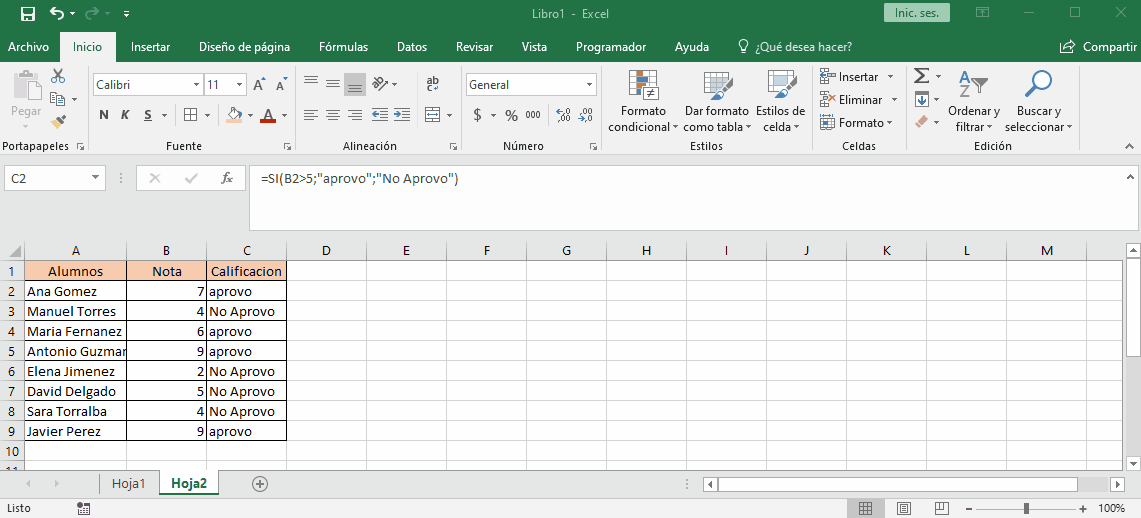 Libro1 - Excel
Inic. ses.
Archivo Inicio Insertar Diseño de página Fórmulas Datos Revisar Vista Programador Ayuda ¿Qué desea hacer? Compartir
Pegar
Portapapeles
Calibri 11
N K S
Fuente
ab
Alineación
General
$ % 000
Número
Formato condicional
Dar formato como tabla
Estilos de celda
Estilos
Insertar
Eliminar
Formato
Celdas
Ordenar y filtrar
Buscar y seleccionar
Edición
C2 fx =SI(B2>5;"aprovo";"No Aprovo")
A B C D E F G H I J K L M
1 Alumnos Nota Calificacion
2 Ana Gomez 7 aprovo
3 Manuel Torres 4 No Aprovo
4 Maria Fernanez 6 aprovo
5 Antonio Guzman 9 aprovo
6 Elena Jimenez 2 No Aprovo
7 David Delgado 5 No Aprovo
8 Sara Torralba 4 No Aprovo
9 Javier Perez 9 aprovo
10
11
Hoja1 Hoja2
Listo 100%